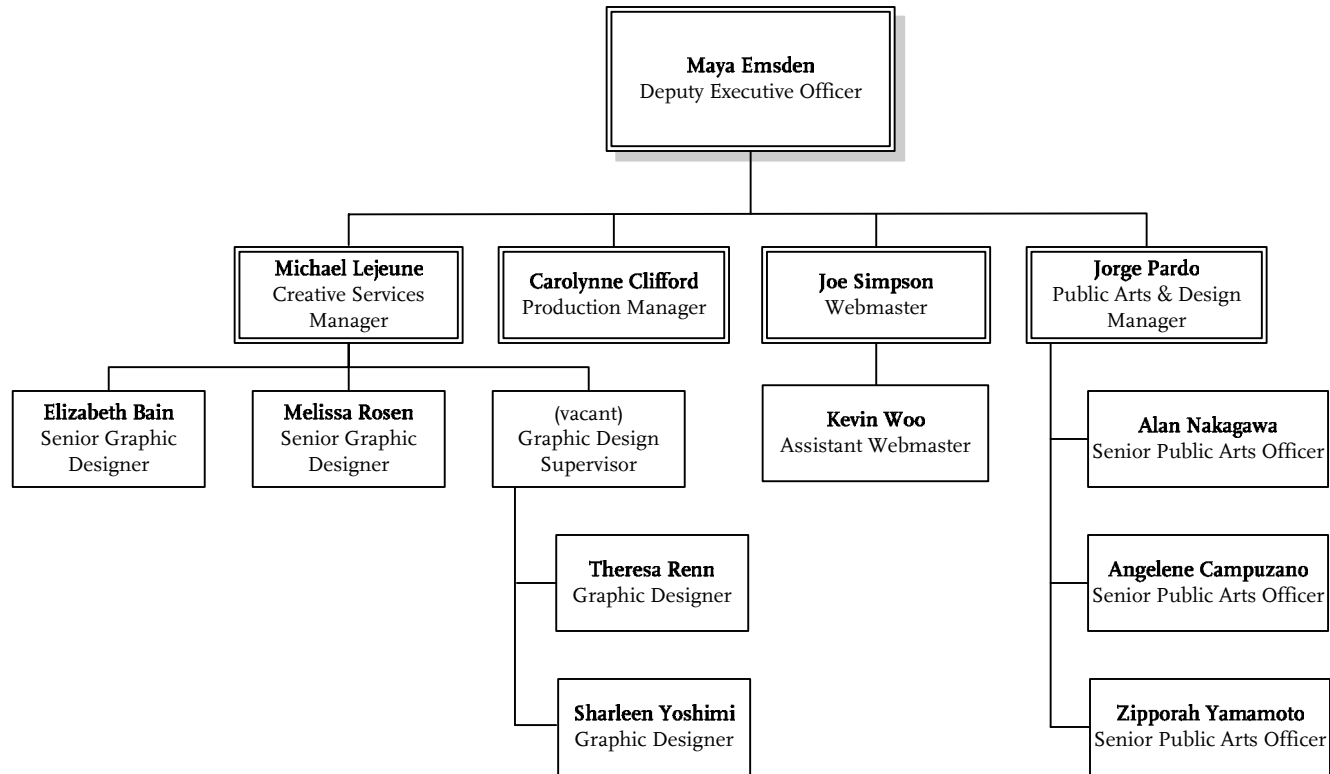 Maya Emsden
Deputy Executive Officer
Michael Lejeune
Creative Services
Manager
Carolynne Clifford
Production Manager
Joe Simpson
Webmaster
Jorge Pardo
Public Arts & Design
Manager
Elizabeth Bain
Senior Graphic
Designer
Melissa Rosen
Senior Graphic
Designer
(vacant)
Graphic Design
Supervisor
Kevin Woo
Assistant Webmaster
Alan Nakagawa
Senior Public Arts Officer
Theresa Renn
Graphic Designer
Angelene Campuzano
Senior Public Arts Officer
Sharleen Yoshimi
Graphic Designer
Zipporah Yamamoto
Senior Public Arts Officer